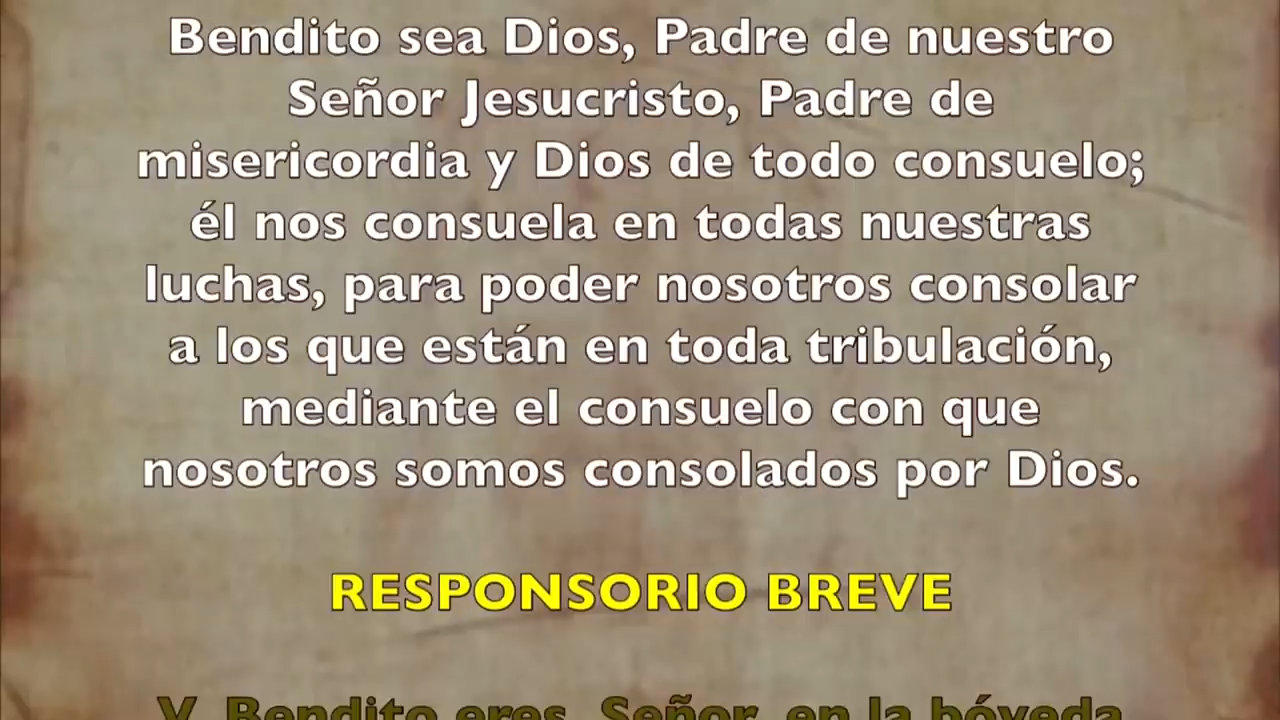 Bendito sea Dios, Padre de nuestro
Señor Jesucristo, Padre de
misericordia y Dios de todo consuelo;
él nos consuela en todas nuestras
luchas, para poder nosotros consolar
a los que están en toda tribulación,
mediante el consuelo con que
nosotros somos consolados por Dios.
RESPONSORIO BREVE
V. Bendito eres, Señor, en la bóveda